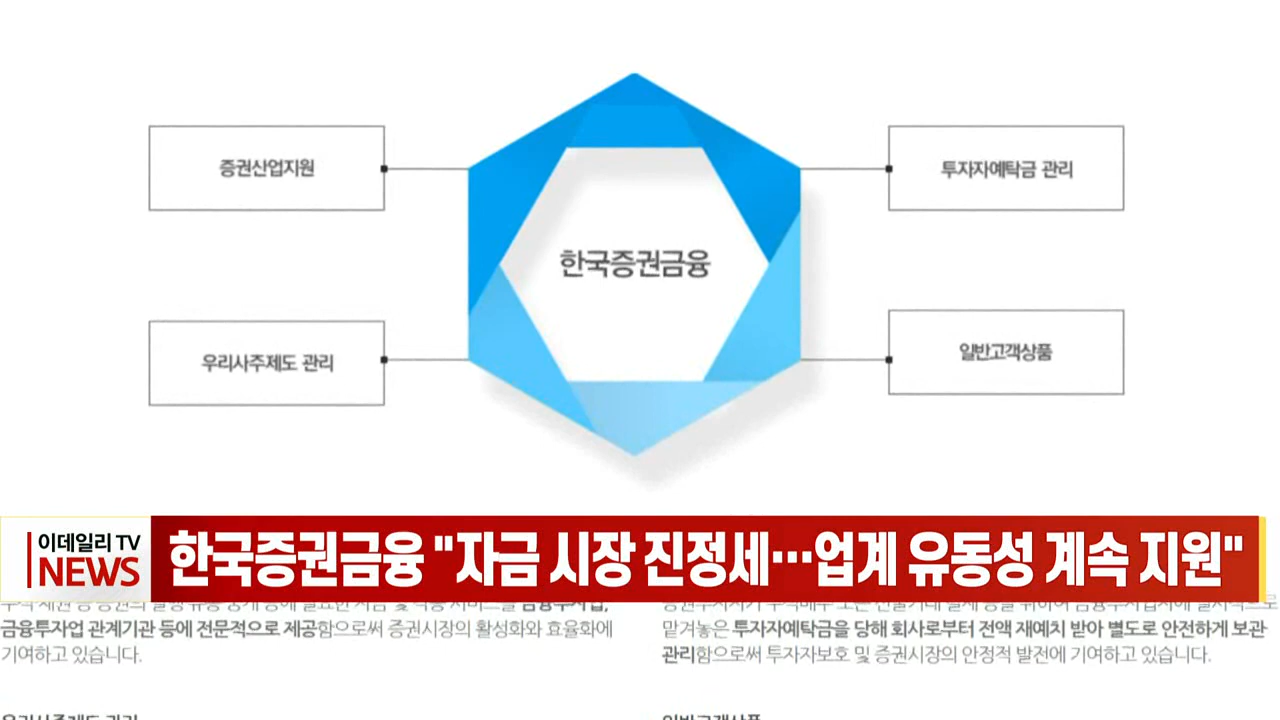 증권산업지원
투자자예탁금 관리
한국증권금융
우리사주제도 관리
일반고객상품
이데일리 TV
NEWS
한국증권금융 "자금 시장 진정세…업계 유동성 계속 지원"
금융투자업,
금융투자업 관계기관 등에 전문적으로 제공함으로써 증권시장의 활성화와 효율화에
기여하고 있습니다.
맡겨놓은 투자자예탁금을 당해 회사로부터 전액 재예치 받아 별도로 안전하게 보관
관리함으로써 투자자보호 및 증권시장의 안정적 발전에 기여하고 있습니다.